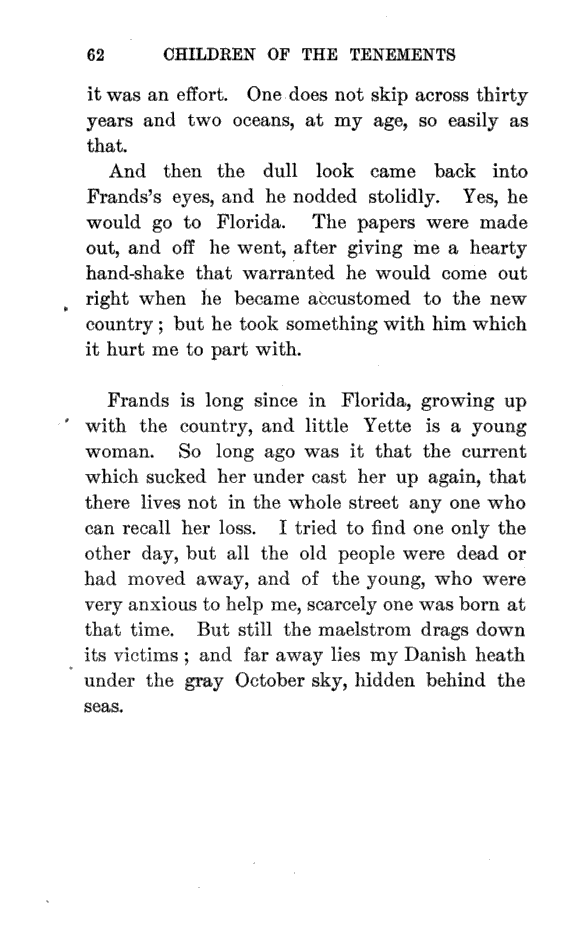 62 CHILDREN OF THE TENEMENTS
it was an effort. One does not skip across thirty
years and two oceans, at my age, so easily as
that.
And then the dull look came back into
Frands's eyes, and he nodded stolidly. Yes, he
would go to Florida. The papers were made
out, and off he went, after giving me a hearty
hand-shake that warranted he would come out
right when he became accustomed to the new
country; but he took something with him which
it hurt me to part with.
Frands is long since in Florida, growing up
with the country, and little Yette is a young
woman. So long ago was it that the current
which sucked her under cast her up again, that
there lives not in the whole street any one who
can recall her loss. I tried to find one only the
other day, but all the old people were dead or
had moved away, and of the young, who were
very anxious to help me, scarcely one was born at
that time. But still the maelstrom drags down
its victims; and far away lies my Danish heath
under the gray October sky, hidden behind the
seas.